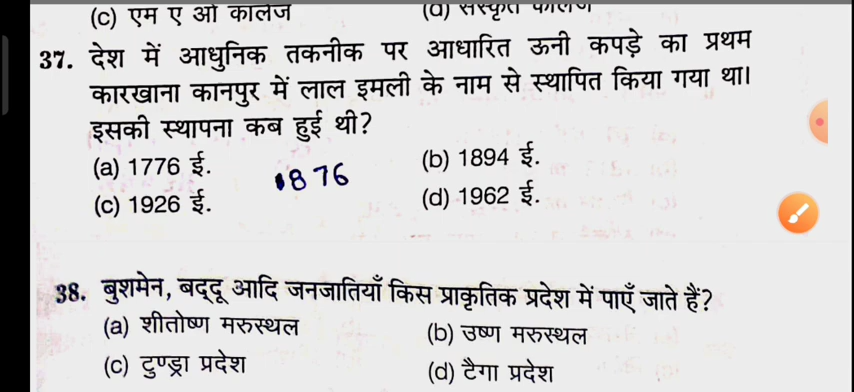 (c) एम ए ओ कालेज (d) संस्कृत कालेज
37. देश में आधुनिक तकनीक पर आधारित ऊनी कपड़े का प्रथम
कारखाना कानपुर में लाल इमली के नाम से स्थापित किया गया था।
इसकी स्थापना कब हुई थी?
(a) 1776 ई. (b) 1894 ई.
1876
(c) 1926 ई. (d) 1962 ई.
38. बुशमेन, बद्दू आदि जनजातियाँ किस प्राकृतिक प्रदेश में पाएँ जाते हैं?
(a) शीतोष्ण मरुस्थल (b) उष्ण मरुस्थल
(c) टुण्ड्रा प्रदेश (d) टैगा प्रदेश